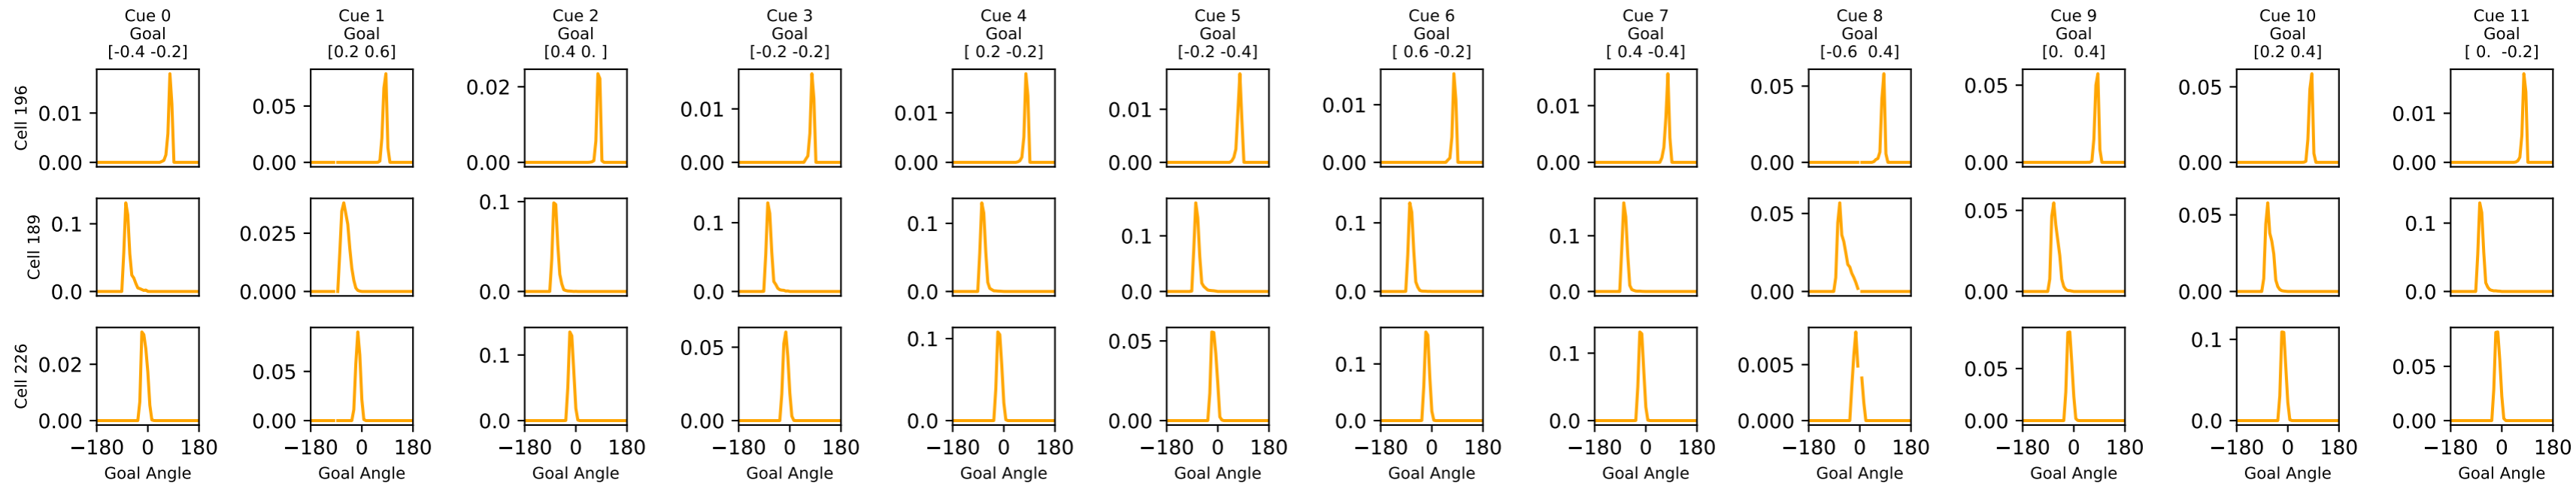 Cue 0 Cue 1 Cue 2 Cue 3 Cue 4 Cue 5 Cue 6 Cue 7 Cue 8 Cue 9 Cue 10 Cue 11
Goal Goal Goal Goal Goal Goal Goal Goal Goal Goal Goal Goal
[-0.4 -0.2] [0.2 0.6] [0.4 0. ] [-0.2 -0.2] [ 0.2 -0.2] [-0.2 -0.4] [ 0.6 -0.2] [ 0.4 -0.4] [-0.6  0.4] [0.  0.4] [0.2 0.4] [ 0.  -0.2]
Cell 196
0.01 0.05 0.02 0.01 0.01 0.01 0.01 0.01 0.05 0.05 0.05 0.01
0.00 0.00 0.00 0.00 0.00 0.00 0.00 0.00 0.00 0.00 0.00 0.00
Cell 189
0.1 0.025 0.1 0.1 0.1 0.1 0.1 0.1 0.05 0.05 0.05 0.1
0.0 0.000 0.0 0.0 0.0 0.0 0.0 0.0 0.00 0.00 0.00 0.0
Cell 226
0.02 0.05 0.1 0.05 0.1 0.05 0.1 0.1 0.005 0.05 0.1 0.05
0.00 0.00 0.0 0.00 0.0 0.00 0.0 0.0 0.000 0.00 0.0 0.00
−180 0 180 −180 0 180 −180 0 180 −180 0 180 −180 0 180 −180 0 180 −180 0 180 −180 0 180 −180 0 180 −180 0 180 −180 0 180 −180 0 180
Goal Angle Goal Angle Goal Angle Goal Angle Goal Angle Goal Angle Goal Angle Goal Angle Goal Angle Goal Angle Goal Angle Goal Angle